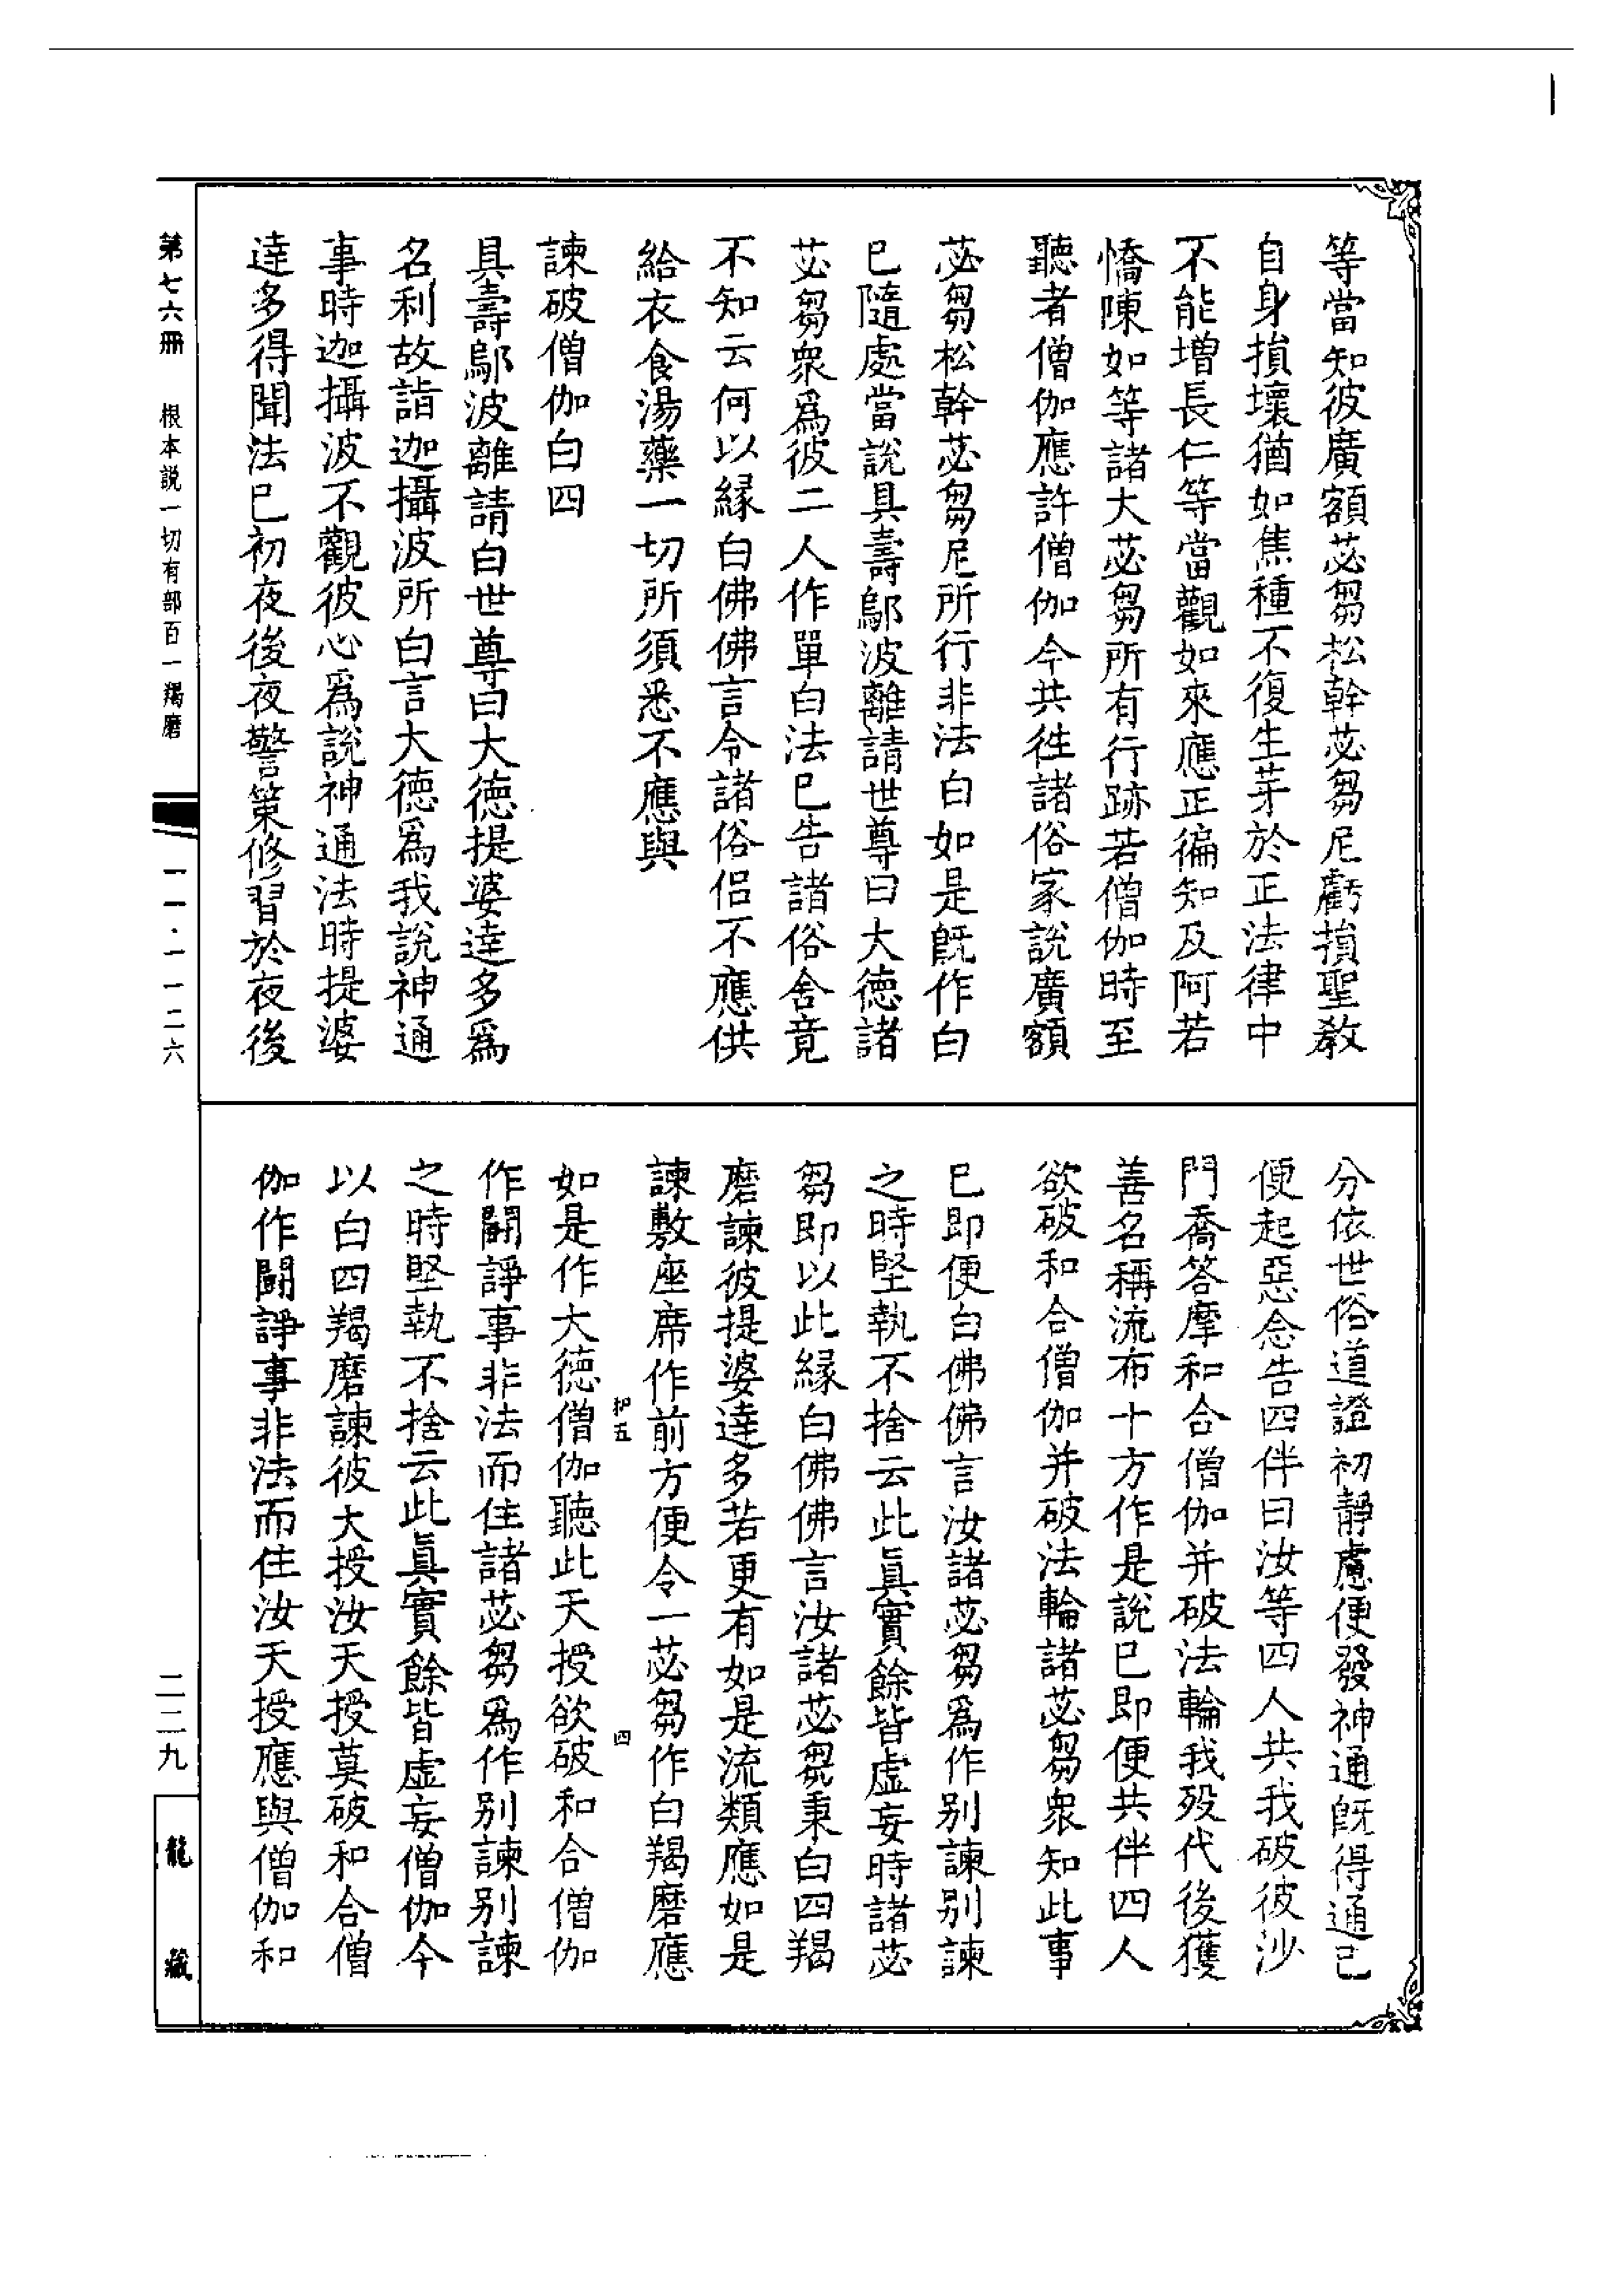 等當知彼廣額苾芻松幹苾芻尼虧損聖教
自身損壞猶如焦種不復生芽於正法律中
不能增長仁等當觀如來應正徧知及阿若
憍陳如等諸大苾芻所有行跡若僧伽時至
聽者僧伽應許僧伽今共往諸俗家說廣額
苾芻松幹苾芻尼所行非法白如是旣作白
已隨處當說具壽鄔波離請世尊曰大德諸
苾芻衆爲彼二人作單白法已告諸俗舍竟
不知云何以緣白佛佛言令諸俗侣不應供
給衣食湯藥一切所須悉不應與
諫破僧伽白四
具壽鄔波離請白世尊曰大德提婆達多爲
名利故詣迦攝波所白言大德爲我說神通
事時迦攝波不觀彼心爲說神通法時提婆
達多得聞法已初夜後夜警策修習於夜後
分依世俗道證初靜慮便發神通旣得通已
便起惡念告四伴曰汝等四人共我破彼沙
門喬答摩和合僧伽并破法輪我歿代後獲
善名稱流布十方作是說已即便共伴四人
欲破和合僧伽并破法輪諸苾芻衆知此事
已即便白佛佛言汝諸苾芻爲作别諫别諫
之時堅執不捨云此眞實餘皆虛妄時諸苾
芻即以此緣白佛佛言汝諸苾芻秉白四羯
磨諫彼提婆達多若更有如是流類應如是
諫敷座席作前方便令一苾芻作白羯磨應
如是作大德僧伽聽此天授欲破和合僧伽
作鬭諍事非法而住諸苾芻爲作别諫别諫
之時堅執不捨云此眞實餘皆虛妄僧伽今
以白四羯磨諫彼大授汝天授莫破和合僧
伽作鬭諍事非法而住汝天授應與僧伽和
第七六冊
根本說一切有部百一羯磨
一一·一一二六
二二九
龍藏
四